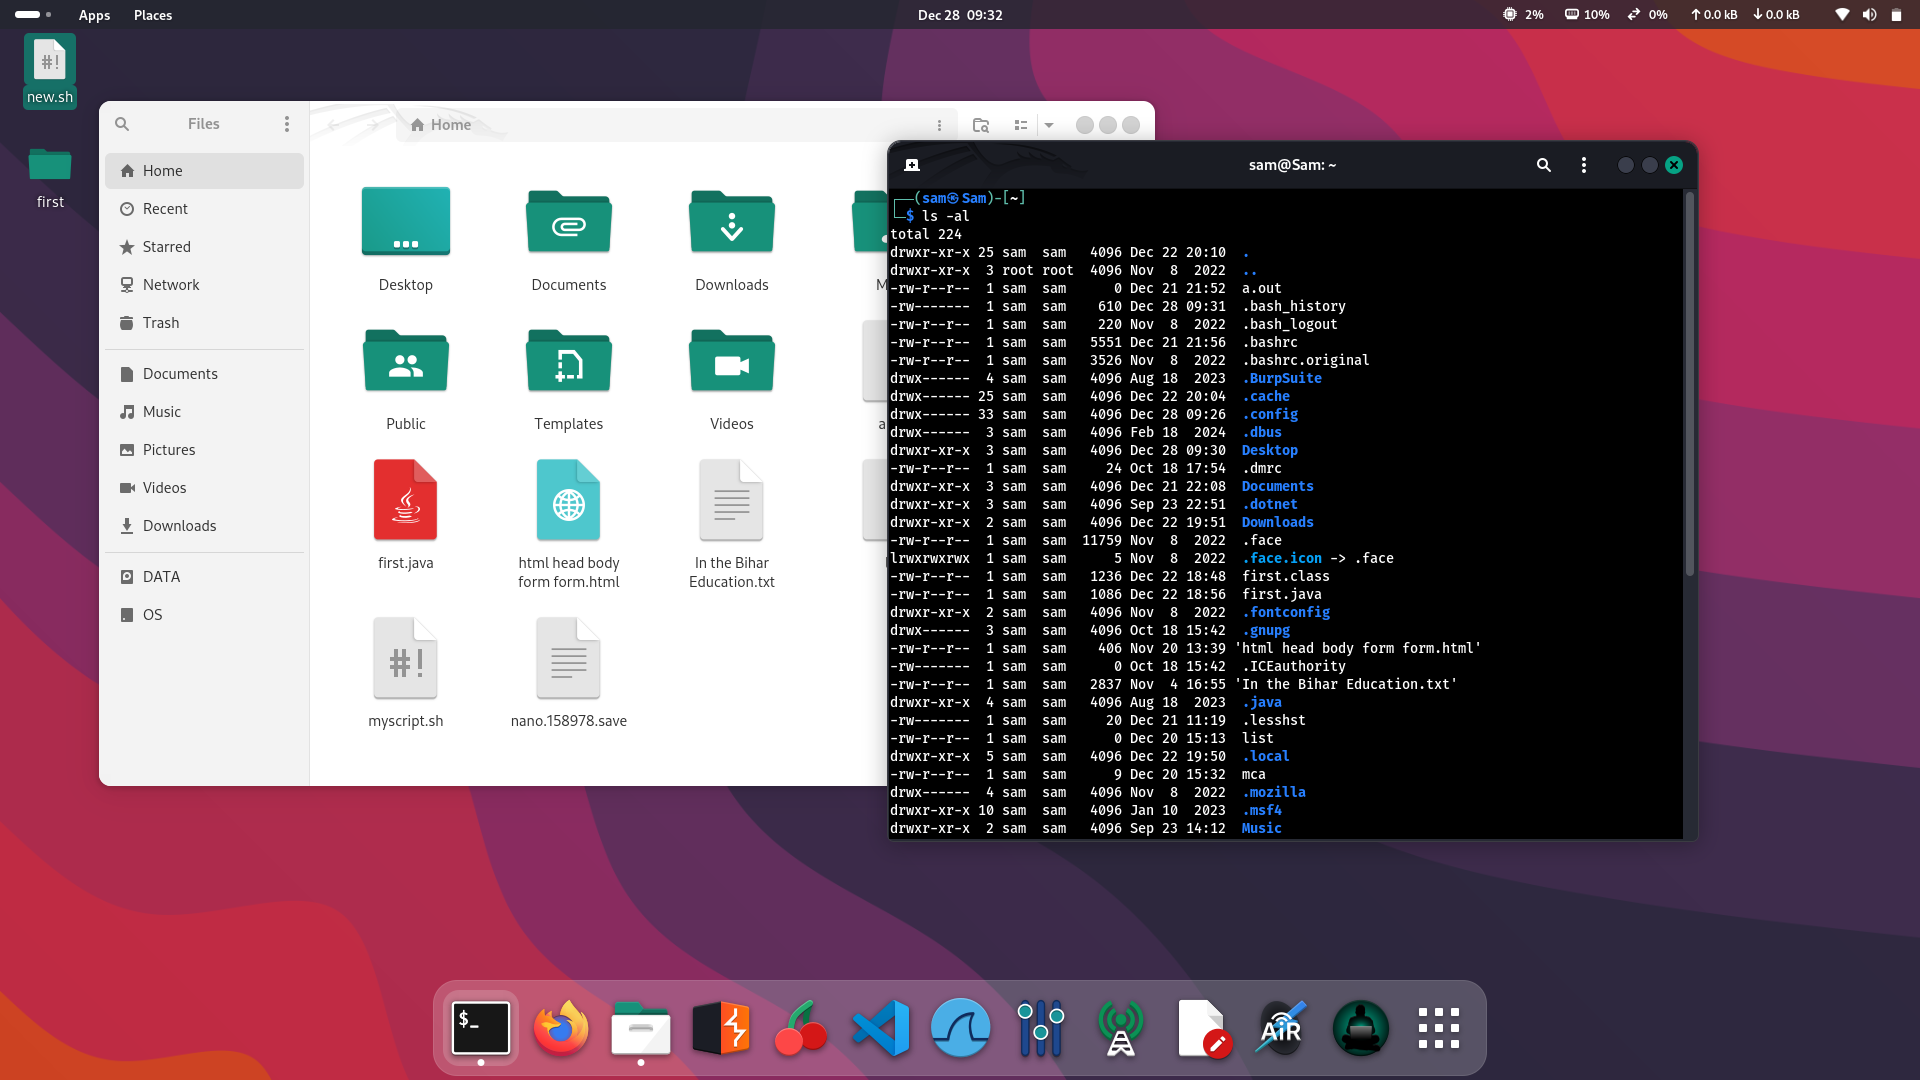 Apps Places
Dec 28 09:32
2% 10% 0% 0.0 kB 0.0 kB
#!
new.sh
first
Files
Home
Home
Recent
Starred
Network
Trash
Documents
Music
Pictures
Videos
Downloads
DATA
OS
Desktop
Documents
Downloads
M
Public
Templates
Videos
a
first.java
html head body
form form.html
In the Bihar
Education.txt
#!
myscript.sh
nano.158978.save
sam@Sam: ~
┌──(sam㉿Sam)-[~]
└─$ ls -al
total 224
drwxr-xr-x 25 sam  sam   4096 Dec 22 20:10  .
drwxr-xr-x  3 root root  4096 Nov  8  2022  ..
-rw-r--r--  1 sam  sam      0 Dec 21 21:52  a.out
-rw-------  1 sam  sam    610 Dec 28 09:31  .bash_history
-rw-r--r--  1 sam  sam    220 Nov  8  2022  .bash_logout
-rw-r--r--  1 sam  sam   5551 Dec 21 21:56  .bashrc
-rw-r--r--  1 sam  sam   3526 Nov  8  2022  .bashrc.original
drwx------  4 sam  sam   4096 Aug 18  2023  .BurpSuite
drwx------ 25 sam  sam   4096 Dec 22 20:04  .cache
drwx------ 33 sam  sam   4096 Dec 28 09:26  .config
drwx------  3 sam  sam   4096 Feb 18  2024  .dbus
drwxr-xr-x  3 sam  sam   4096 Dec 28 09:30  Desktop
-rw-r--r--  1 sam  sam     24 Oct 18 17:54  .dmrc
drwxr-xr-x  3 sam  sam   4096 Dec 21 22:08  Documents
drwxr-xr-x  3 sam  sam   4096 Sep 23 22:51  .dotnet
drwxr-xr-x  2 sam  sam   4096 Dec 22 19:51  Downloads
-rw-r--r--  1 sam  sam  11759 Nov  8  2022  .face
lrwxrwxrwx  1 sam  sam      5 Nov  8  2022  .face.icon -> .face
-rw-r--r--  1 sam  sam   1236 Dec 22 18:48  first.class
-rw-r--r--  1 sam  sam   1086 Dec 22 18:56  first.java
drwxr-xr-x  2 sam  sam   4096 Nov  8  2022  .fontconfig
drwx------  3 sam  sam   4096 Oct 18 15:42  .gnupg
-rw-r--r--  1 sam  sam    406 Nov 20 13:39 'html head body form form.html'
-rw-------  1 sam  sam      0 Oct 18 15:42  .ICEauthority
-rw-r--r--  1 sam  sam   2837 Nov  4 16:55 'In the Bihar Education.txt'
drwxr-xr-x  4 sam  sam   4096 Aug 18  2023  .java
-rw-------  1 sam  sam     20 Dec 21 11:19  .lesshst
-rw-r--r--  1 sam  sam      0 Dec 20 15:13  list
drwxr-xr-x  5 sam  sam   4096 Dec 22 19:50  .local
-rw-r--r--  1 sam  sam      9 Dec 20 15:32  mca
drwx------  4 sam  sam   4096 Nov  8  2022  .mozilla
drwxr-xr-x 10 sam  sam   4096 Jan 10  2023  .msf4
drwxr-xr-x  2 sam  sam   4096 Sep 23 14:12  Music
$_
AiR